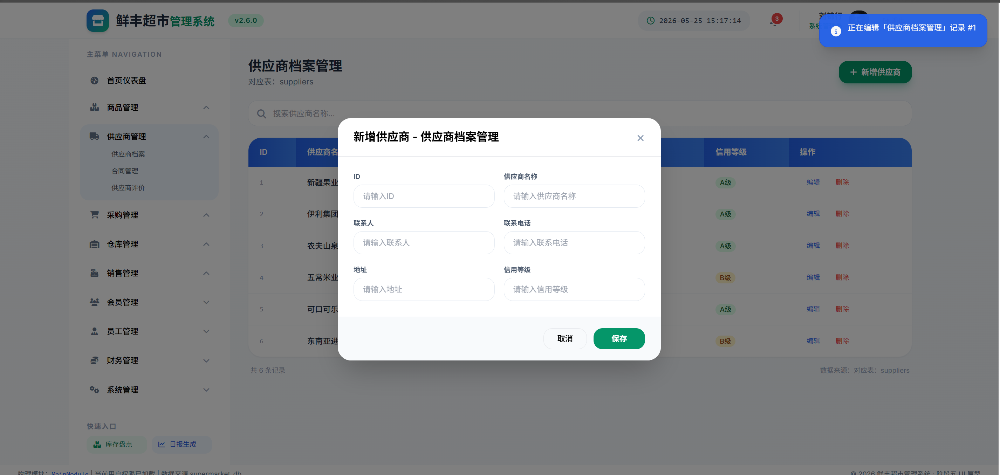 鲜丰超市管理系统
v2.6.0
2026-05-25 15:17:14
3
正在编辑「供应商档案管理」记录 #1
主菜单 NAVIGATION
首页仪表盘
商品管理
供应商管理
供应商档案
合同管理
供应商评价
采购管理
仓库管理
销售管理
会员管理
员工管理
财务管理
系统管理
快速入口
库存盘点
日报生成
供应商档案管理
对应表：suppliers
新增供应商
搜索供应商名称...
ID 供应商名 信用等级 操作
1 新疆果业 A级 编辑 删除
2 伊利集团 A级 编辑 删除
3 农夫山泉 A级 编辑 删除
4 五常米业 B级 编辑 删除
5 可口可乐 A级 编辑 删除
6 东南亚进 B级 编辑 删除
共 6 条记录
数据来源：对应表：suppliers
新增供应商 - 供应商档案管理
ID
请输入ID
供应商名称
请输入供应商名称
联系人
请输入联系人
联系电话
请输入联系电话
地址
请输入地址
信用等级
请输入信用等级
取消
保存
物理模块：MainModule | 当前用户权限已加载 | 数据来源 supermarket_db
© 2026 鲜丰超市管理系统 · 阶段五 UI 原型